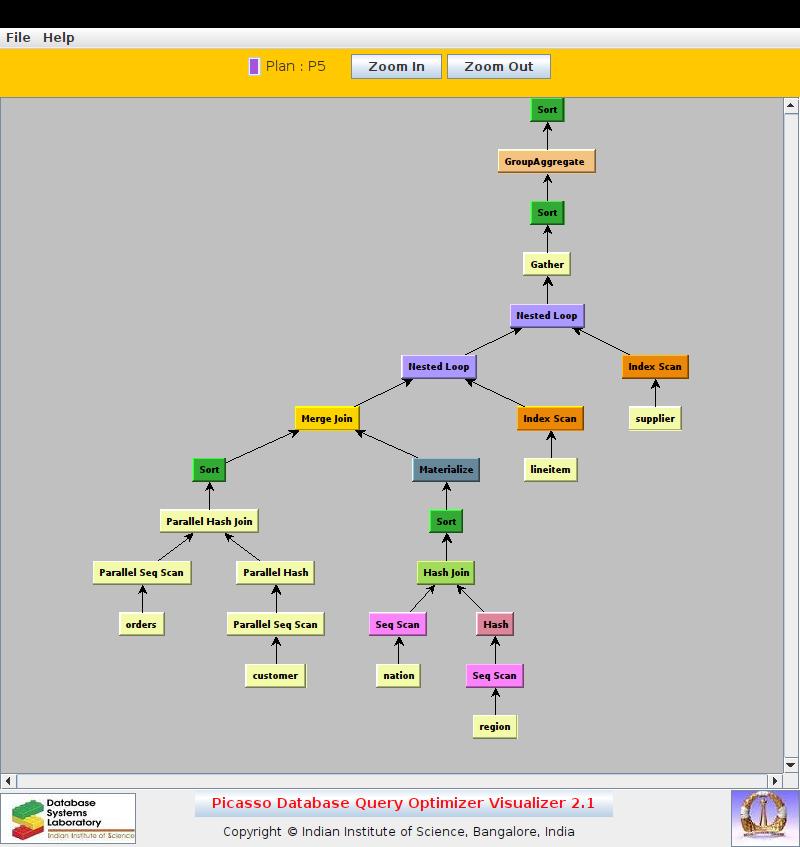 File Help
Plan : P5 Zoom In Zoom Out
Sort
GroupAggregate
Sort
Gather
Nested Loop
Nested Loop Index Scan
Merge Join Index Scan supplier
Sort Materialize lineitem
Parallel Hash Join Sort
Parallel Seq Scan Parallel Hash Hash Join
orders Parallel Seq Scan Seq Scan Hash
customer nation Seq Scan
region
Database
Systems
Laboratory
Indian Institute of Science
Picasso Database Query Optimizer Visualizer 2.1
Copyright © Indian Institute of Science, Bangalore, India